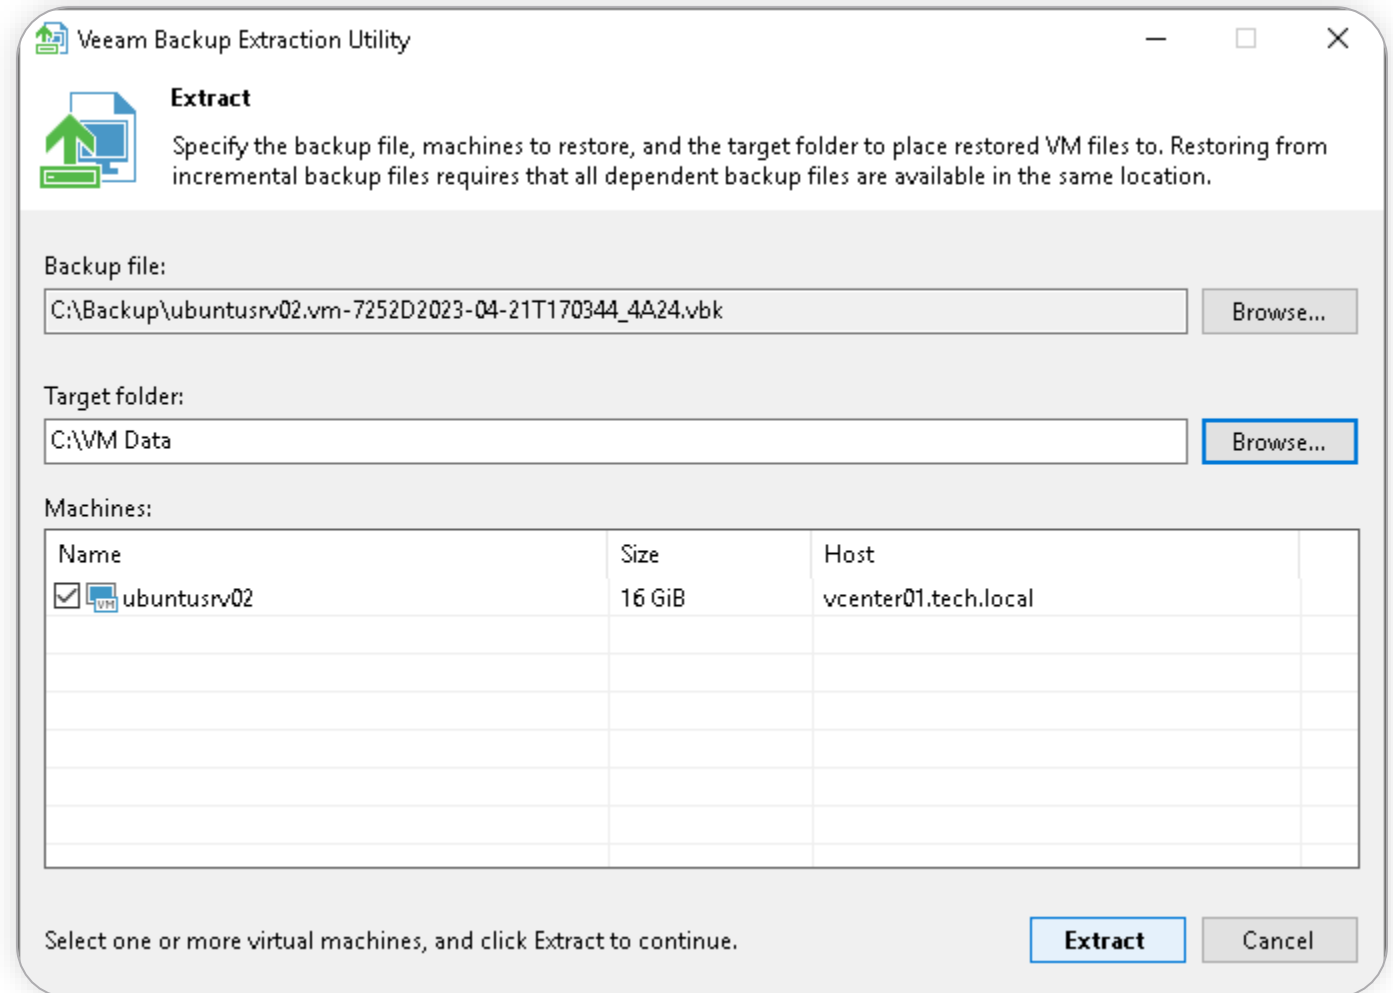 Veeam Backup Extraction Utility
Extract
Specify the backup file, machines to restore, and the target folder to place restored VM files to. Restoring from
incremental backup files requires that all dependent backup files are available in the same location.
Backup file:
C:\Backup\ubuntusrv02.vm-7252D2023-04-21T170344_4A24.vbk Browse...
Target folder:
C:\VM Data Browse...
Machines:
Name Size Host
VM ubuntusrv02 16 GiB vcenter01.tech.local
Select one or more virtual machines, and click Extract to continue. Extract Cancel